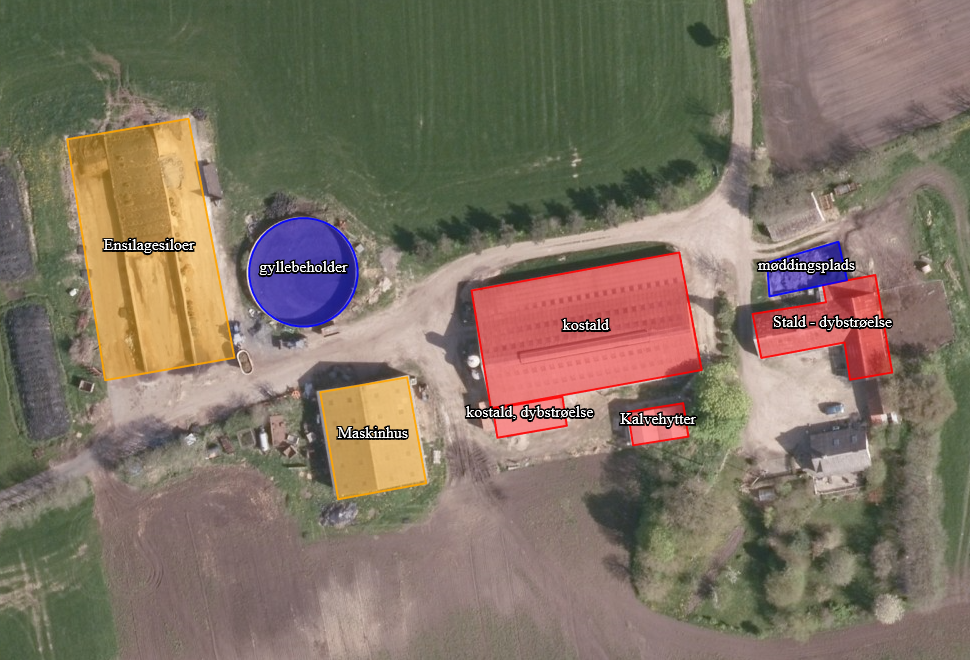 Ensilagesiloer
gyllebeholder
møddingsplads
kostald
Stald - dybstrøelse
kostald, dybstrøelse
Kalvehytter
Maskinhus